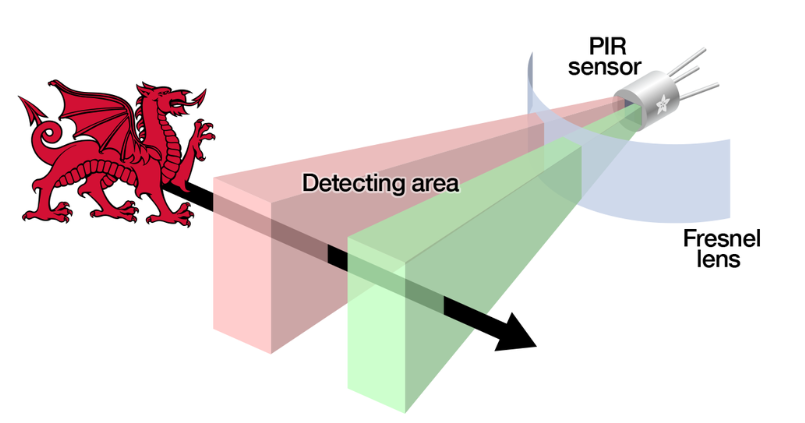 PIR
sensor
Detecting area
Fresnel
lens